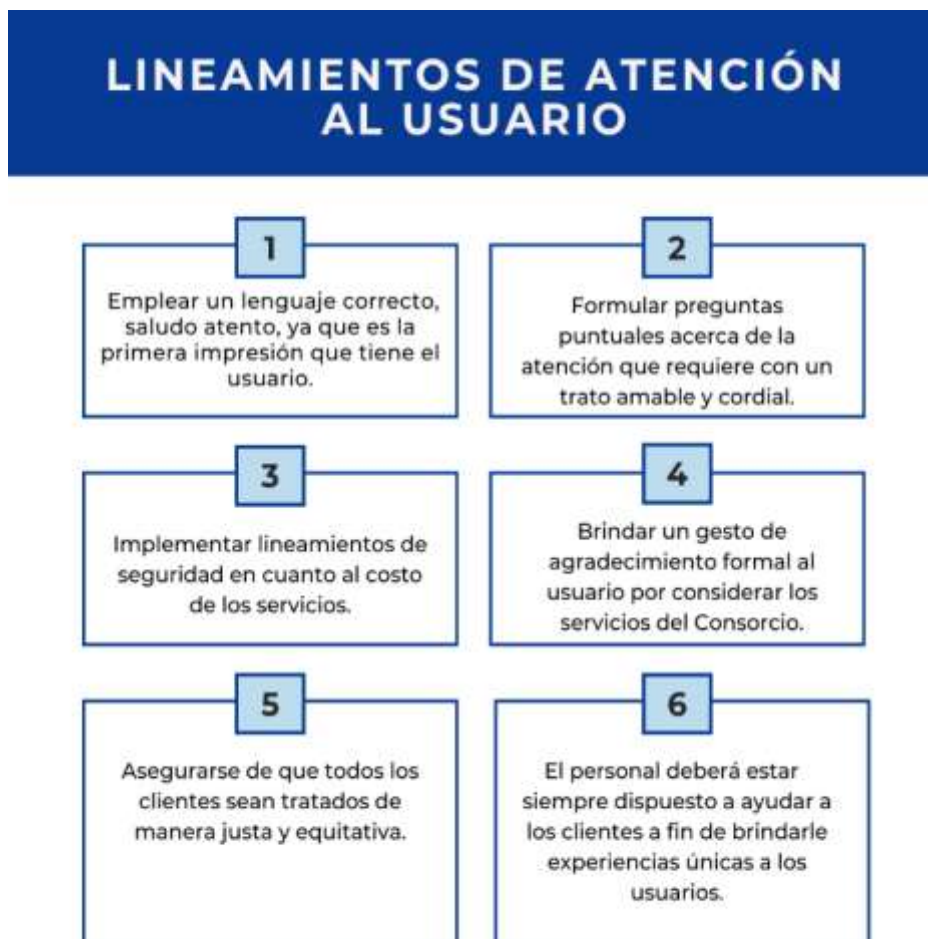 LINEAMIENTOS DE ATENCIÓN
AL USUARIO
1
Emplear un lenguaje correcto,
saludo atento, ya que es la
primera impresión que tiene el
usuario.
2
Formular preguntas
puntuales acerca de la
atención que requiere con un
trato amable y cordial.
3
Implementar lineamientos de
seguridad en cuanto al costo
de los servicios.
4
Brindar un gesto de
agradecimiento formal al
usuario por considerar los
servicios del Consorcio.
5
Asegurarse de que todos los
clientes sean tratados de
manera justa y equitativa.
6
El personal deberá estar
siempre dispuesto a ayudar a
los clientes a fin de brindarle
experiencias únicas a los
usuarios.